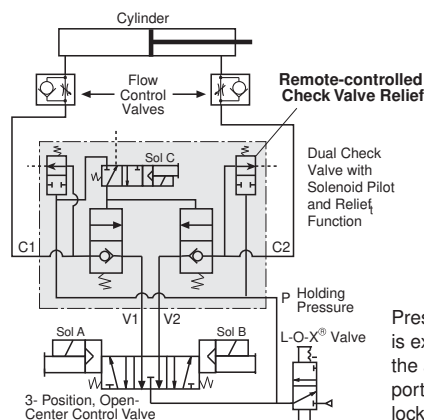 Cylinder
Flow
Control
Valves
Remote-controlled
Check Valve Relief
Sol C
Dual Check
Valve with
Solenoid Pilot
and Relief
Function
t
C1
C2
P
Holding
Pressure
V1
V2
Sol A
Sol B
L-O-X® Valve
3- Position, Open-
Center Control Valve
Pres
is ex
the
port
lock